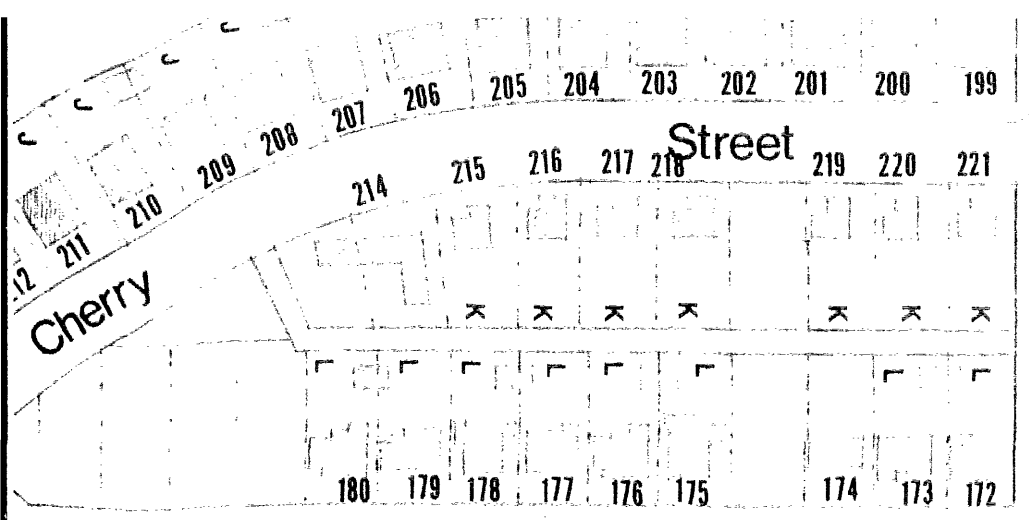 C C C C
207 206 205 204 203 202 201 200 199
211 210 209 208
Cherry Street
214 215 216 217 218 219 220 221
K K K K K K K
L L L L L L L L
180 179 178 177 176 175 174 173 172